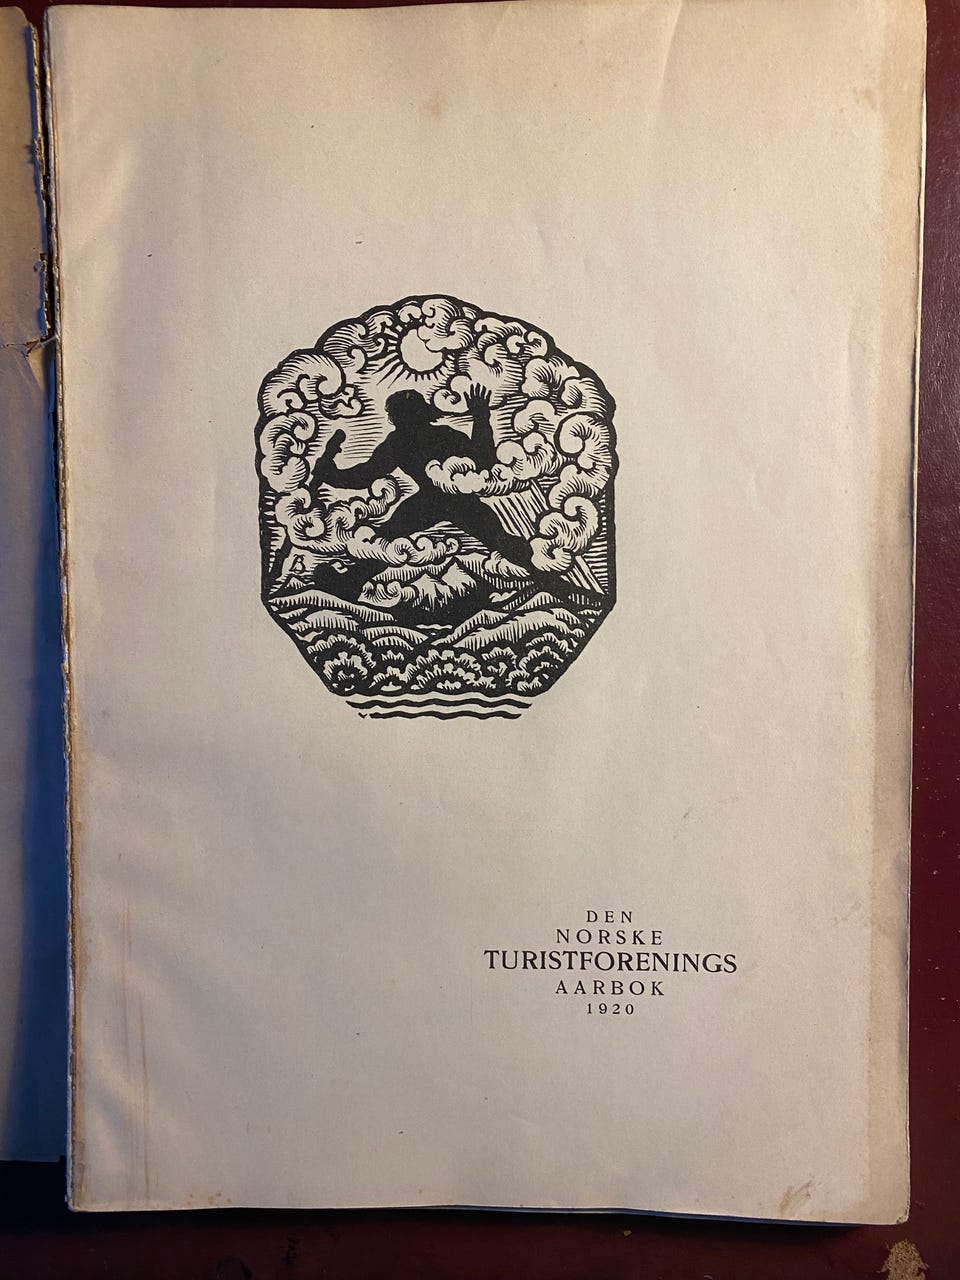 DEN
NORSKE
TURISTFORENINGS
AARBOK
1920